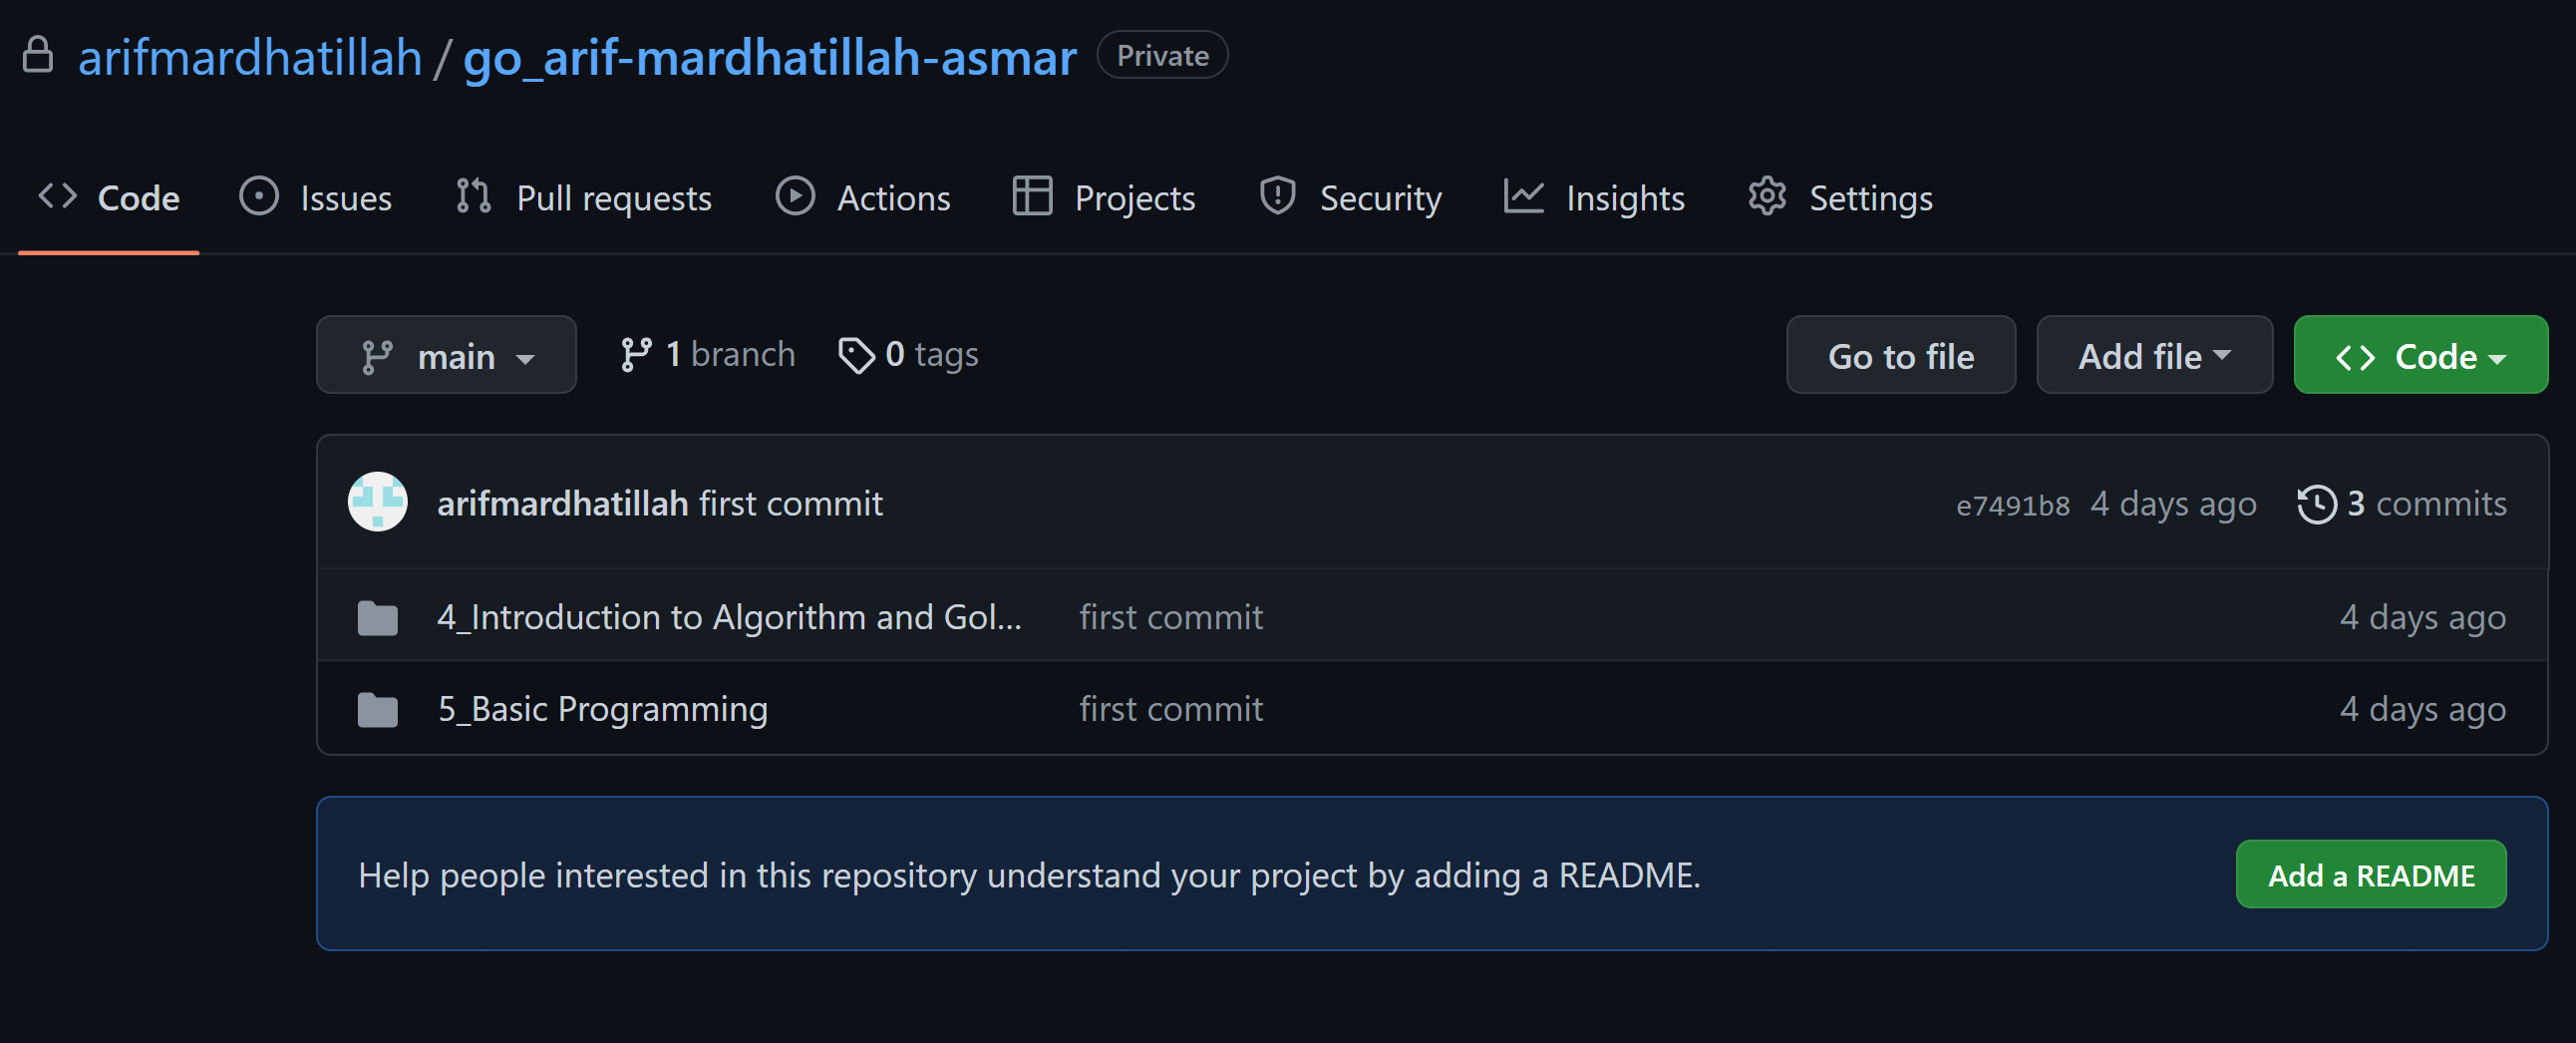 arifmardhatillah / go_arif-mardhatillah-asmar Private
Code Issues Pull requests Actions Projects Security Insights Settings
main 1 branch 0 tags Go to file Add file Code
arifmardhatillah first commit e7491b8 4 days ago 3 commits
4_Introduction to Algorithm and Gol... first commit 4 days ago
5_Basic Programming first commit 4 days ago
Help people interested in this repository understand your project by adding a README. Add a README